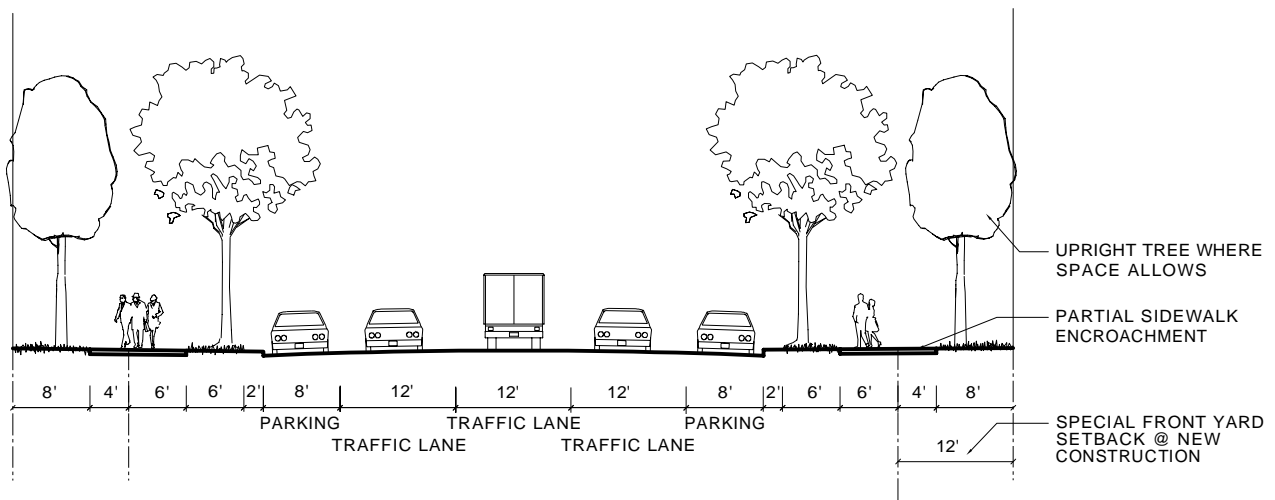 UPRIGHT TREE WHERE
SPACE ALLOWS
PARTIAL SIDEWALK
ENCROACHMENT
8' 4' 6' 6' 2' 8' 12' 12' 12' 8' 2' 6' 6' 4' 8'
PARKING TRAFFIC LANE PARKING
TRAFFIC LANE TRAFFIC LANE
12'
SPECIAL FRONT YARD
SETBACK @ NEW
CONSTRUCTION